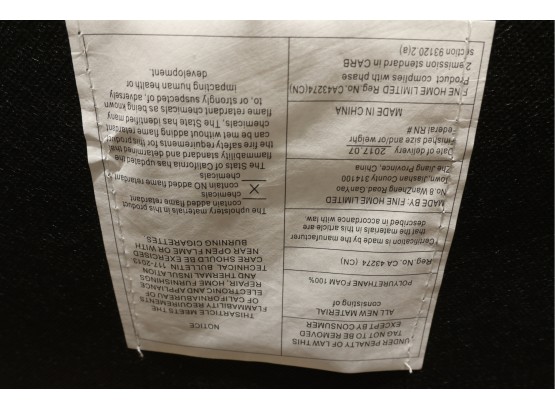 UNDER PENALTY OF LAW THIS
TAG NOT TO BE REMOVED
EXCEPT BY CONSUMER
ALL NEW MATERIAL
consisting of
POLYURETHANE FOAM 100%
Reg No. CA 43274 (CN)
(Certification is made by the manufacturer
that the materials in this article are
described in accordance with law.
MADE BY: FINE HOME LIMITED
No.8 WanZheng Road GanYao
Town, Jiashan County 314100
Zhe Jiang Province, China.
Date of delivery 2017.07
Finished size and/or weight
Federal RN#
MADE IN CHINA
FINE HOME LIMITED Reg No.CA43274(CN)
Product complies with phase
2 emission standard in CARB
section 93120.2(a)
NOTICE
THIS ARTICLE MEETS THE
FLAMMABILITY REQUIREMENTS
OF CALIFORNIA BUREAU OF
ELECTRONIC AND APPLIANCE
REPAIR, HOME FURNISHINGS
AND THERMAL INSULATION
TECHNICAL BULLETIN 117-2013
CARE SHOULD BE EXERCISED
NEAR OPEN FLAME OR WITH
BURNING CIGARETTES
The upholstery materials in this product
contain added flame retardant
chemicals
X contain NO added flame retardant
chemicals
The State of California has updated the
flammability standard and determined that
the fire safety requirements for this product
can be met without adding flame retardant
chemicals. The State has identified many
flame retardant chemicals as being known
to, or strongly suspected of, adversely
impacting human health or
development.